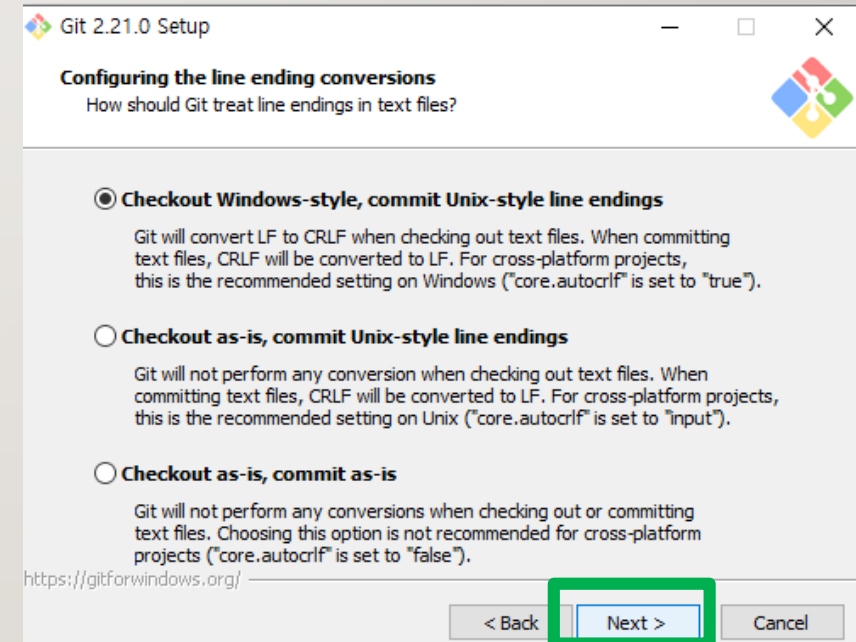 Git 2.21.0 Setup
Configuring the line ending conversions
How should Git treat line endings in text files?
Checkout Windows-style, commit Unix-style line endings
Git will convert LF to CRLF when checking out text files. When committing
text files, CRLF will be converted to LF. For cross-platform projects,
this is the recommended setting on Windows ("core.autocrlf" is set to "true").
Checkout as-is, commit Unix-style line endings
Git will not perform any conversion when checking out text files. When
committing text files, CRLF will be converted to LF. For cross-platform projects,
this is the recommended setting on Unix ("core.autocrlf" is set to "input").
Checkout as-is, commit as-is
Git will not perform any conversions when checking out or committing
text files. Choosing this option is not recommended for cross-platform
projects ("core.autocrlf" is set to "false").
https://gitforwindows.org/
< Back Next > Cancel